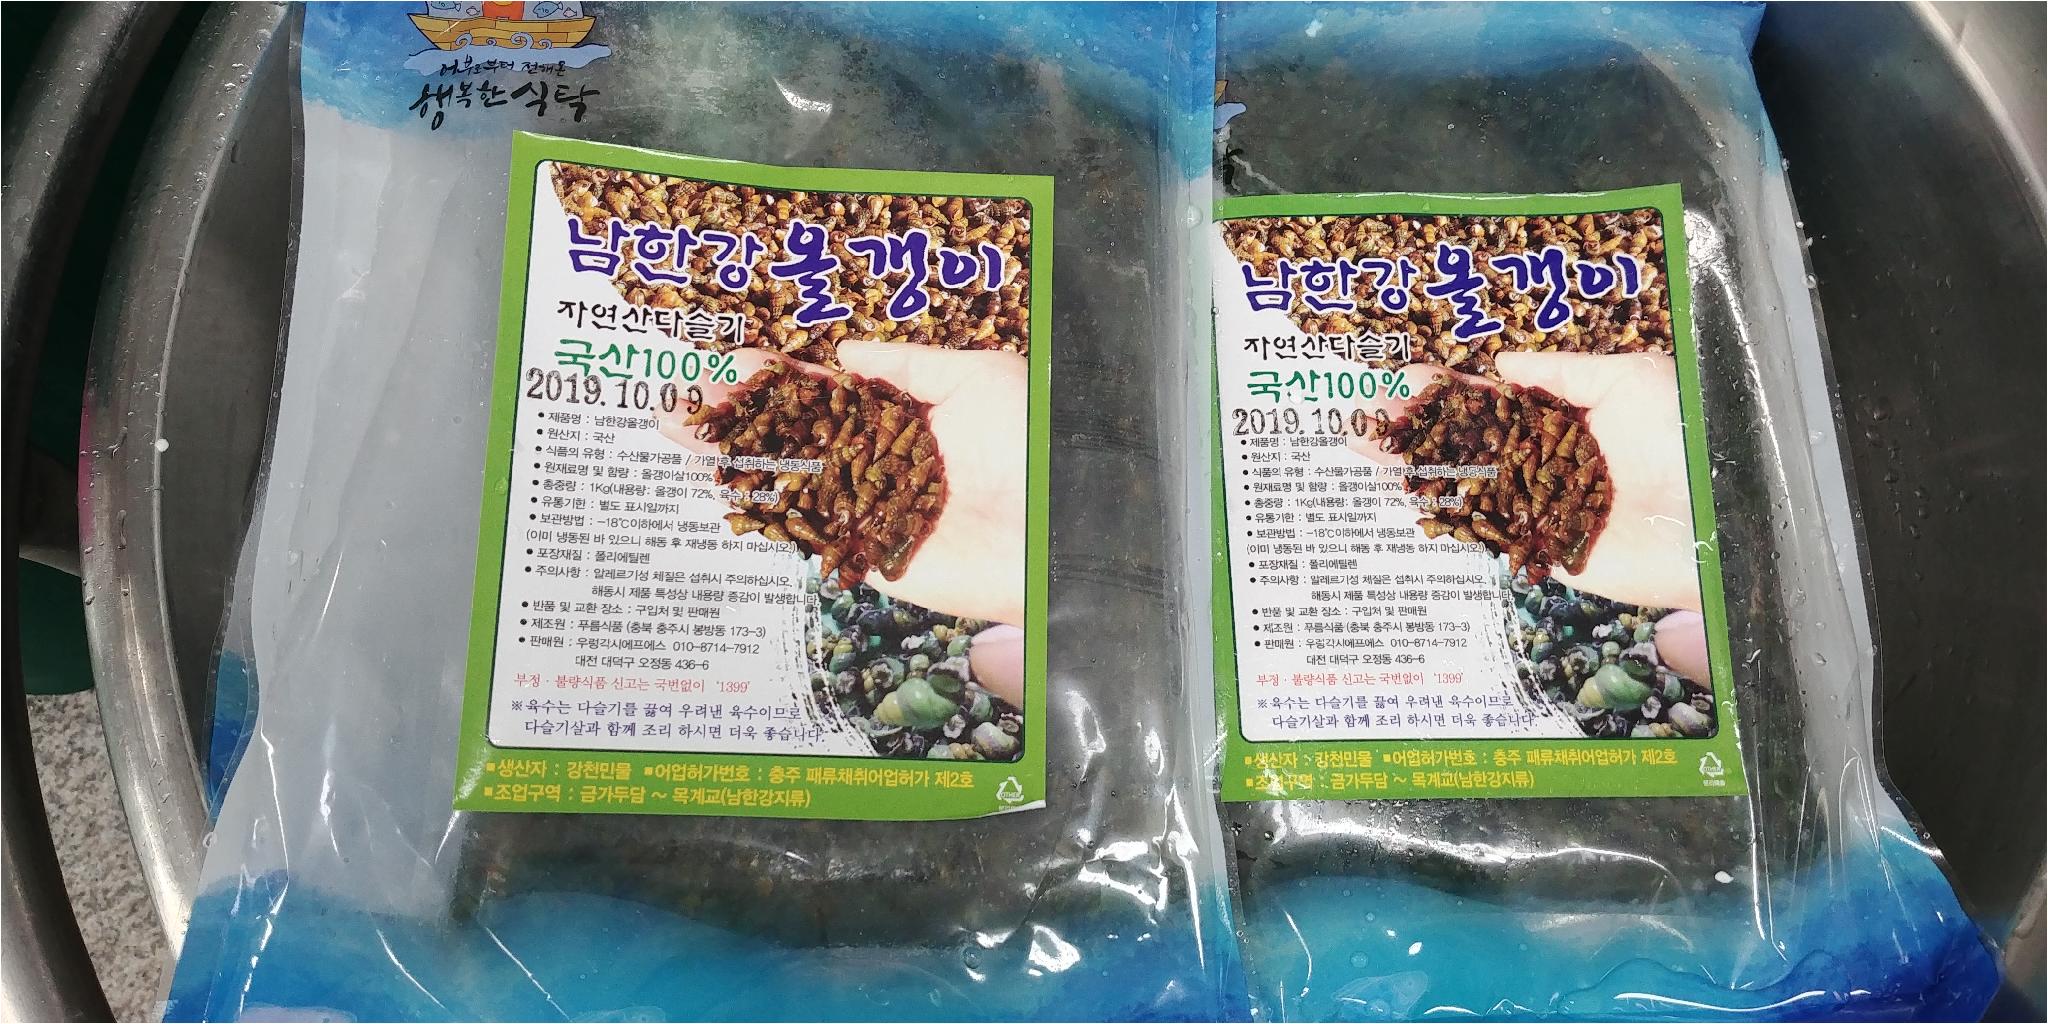 어부로부터 전해온
행복한 식탁
남한강 올갱이
자연산다슬기
국산100%
2019.10.09
• 제품명 : 남한강올갱이
• 원산지 : 국산
• 식품의 유형 : 수산물가공품 / 가열 후 섭취하는 냉동식품
• 원재료명 및 함량 : 올갱이살100%
• 총중량 : 1Kg(내용량: 올갱이 72%, 육수 : 28%)
• 유통기한 : 별도 표시일까지
• 보관방법 : -18℃이하에서 냉동보관
(이미 냉동된 바 있으니 해동 후 재냉동 하지 마십시오!)
• 포장재질 : 폴리에틸렌
• 주의사항 : 알레르기성 체질은 섭취시 주의하십시오.
해동시 제품 특성상 내용량 증감이 발생합니다.
• 반품 및 교환 장소 : 구입처 및 판매원
• 제조원 : 푸름식품 (충북 충주시 봉방동 173-3)
• 판매원 : 우렁각시에프에스 010-8714-7912
대전 대덕구 오정동 436-6
부정·불량식품 신고는 국번없이 '1399'
※육수는 다슬기를 끓여 우려낸 육수이므로
다슬기살과 함께 조리 하시면 더욱 좋습니다.
■생산자 : 강천민물 ■어업허가번호 : 충주 패류채취어업허가 제2호
■조업구역 : 금가두담 ~ 목계교(남한강지류)
OTHER
남한강 올갱이
자연산다슬기
국산100%
2019.10.09
• 제품명 : 남한강올갱이
• 원산지 : 국산
• 식품의 유형 : 수산물가공품 / 가열 후 섭취하는 냉동식품
• 원재료명 및 함량 : 올갱이살100%
• 총중량 : 1Kg(내용량: 올갱이 72%, 육수 : 28%)
• 유통기한 : 별도 표시일까지
• 보관방법 : -18℃이하에서 냉동보관
(이미 냉동된 바 있으니 해동 후 재냉동 하지 마십시오!)
• 포장재질 : 폴리에틸렌
• 주의사항 : 알레르기성 체질은 섭취시 주의하십시오.
해동시 제품 특성상 내용량 증감이 발생합니다.
• 반품 및 교환 장소 : 구입처 및 판매원
• 제조원 : 푸름식품 (충북 충주시 봉방동 173-3)
• 판매원 : 우렁각시에프에스 010-8714-7912
대전 대덕구 오정동 436-6
부정·불량식품 신고는 국번없이 '1399'
※육수는 다슬기를 끓여 우려낸 육수이므로
다슬기살과 함께 조리 하시면 더욱 좋습니다.
■생산자 : 강천민물 ■어업허가번호 : 충주 패류채취어업허가 제2호
■조업구역 : 금가두담 ~ 목계교(남한강지류)
OTHER